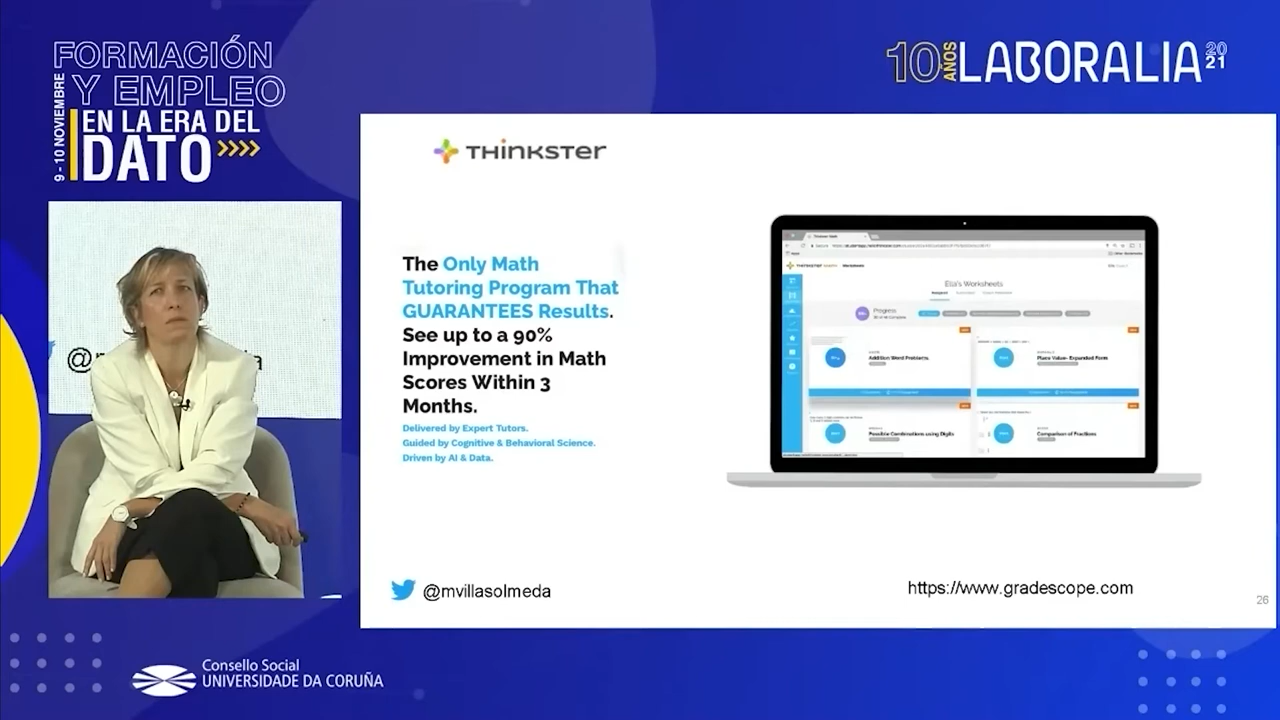 FORMACIÓN
Y EMPLEO
EN LA ERA DEL
DATO
9 - 10 NOVIEMBRE
10 AÑOS LABORALIA 2021
THINKSTER
The Only Math
Tutoring Program That
GUARANTEES Results.
See up to a 90%
Improvement in Math
Scores Within 3
Months.
Delivered by Expert Tutors.
Guided by Cognitive & Behavioral Science.
Driven by AI & Data.
Ella's Worksheets
Progress
Addition Word Problems
Place Value- Expanded Form
Possible Combinations using Digits
Comparison of Fractions
@mvillasolmeda
https://www.gradescope.com
26
Consello Social
UNIVERSIDADE DA CORUÑA